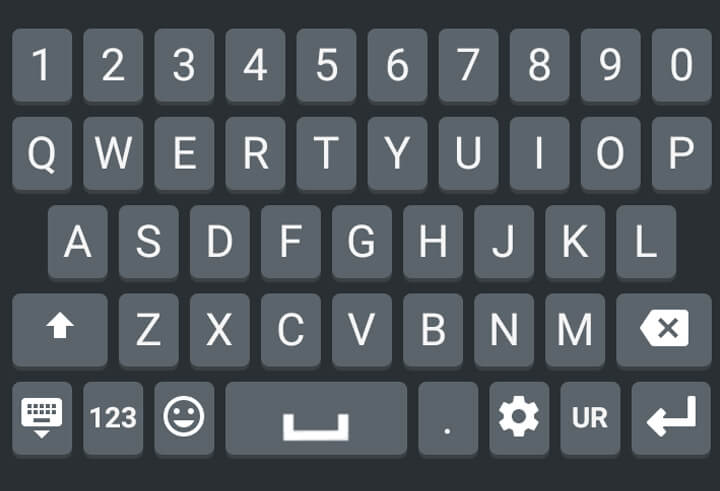 1 2 3 4 5 6 7 8 9 0
Q W E R T Y U I O P
A S D F G H J K L
Z X C V B N M
123 . UR